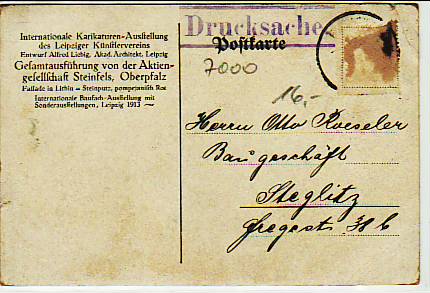 Internationale Karikaturen-Ausstellung
des Leipziger Künstlervereins
Entwurf Alfred Liebig, Akad. Architekt, Leipzig
Gesamtausführung von der Aktien-
gesellschaft Steinfels, Oberpfalz
Fassade in Lithin = Steinputz, pompejanisch Rot
Internationale Baufach-Ausstellung mit
Sonderausstellungen, Leipzig 1913
Drucksache
Postkarte
7000
16,-
Herrn Otto Roeseler
Baugeschäft
Steglitz
38 b